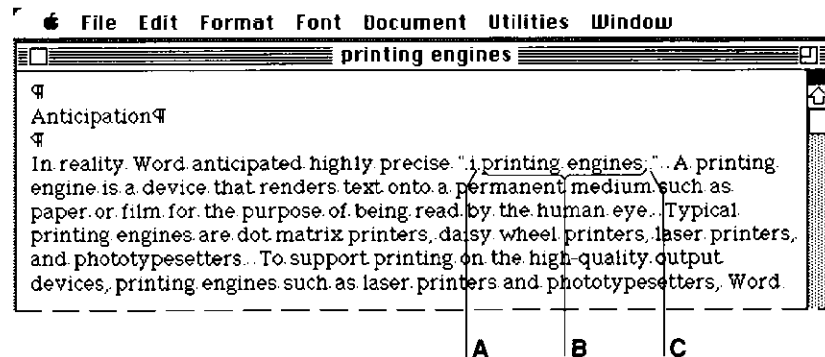 File Edit Format Font Document Utilities Window
printing engines
¶
Anticipation¶
¶
In reality Word anticipated highly precise ".i.printing engines;". A printing
engine is a device that renders text onto a permanent medium such as
paper or film for the purpose of being read by the human eye. Typical
printing engines are dot matrix printers, daisy wheel printers, laser printers,
and phototypesetters. To support printing on the high-quality output
devices, printing engines such as laser printers and phototypesetters, Word
A B C